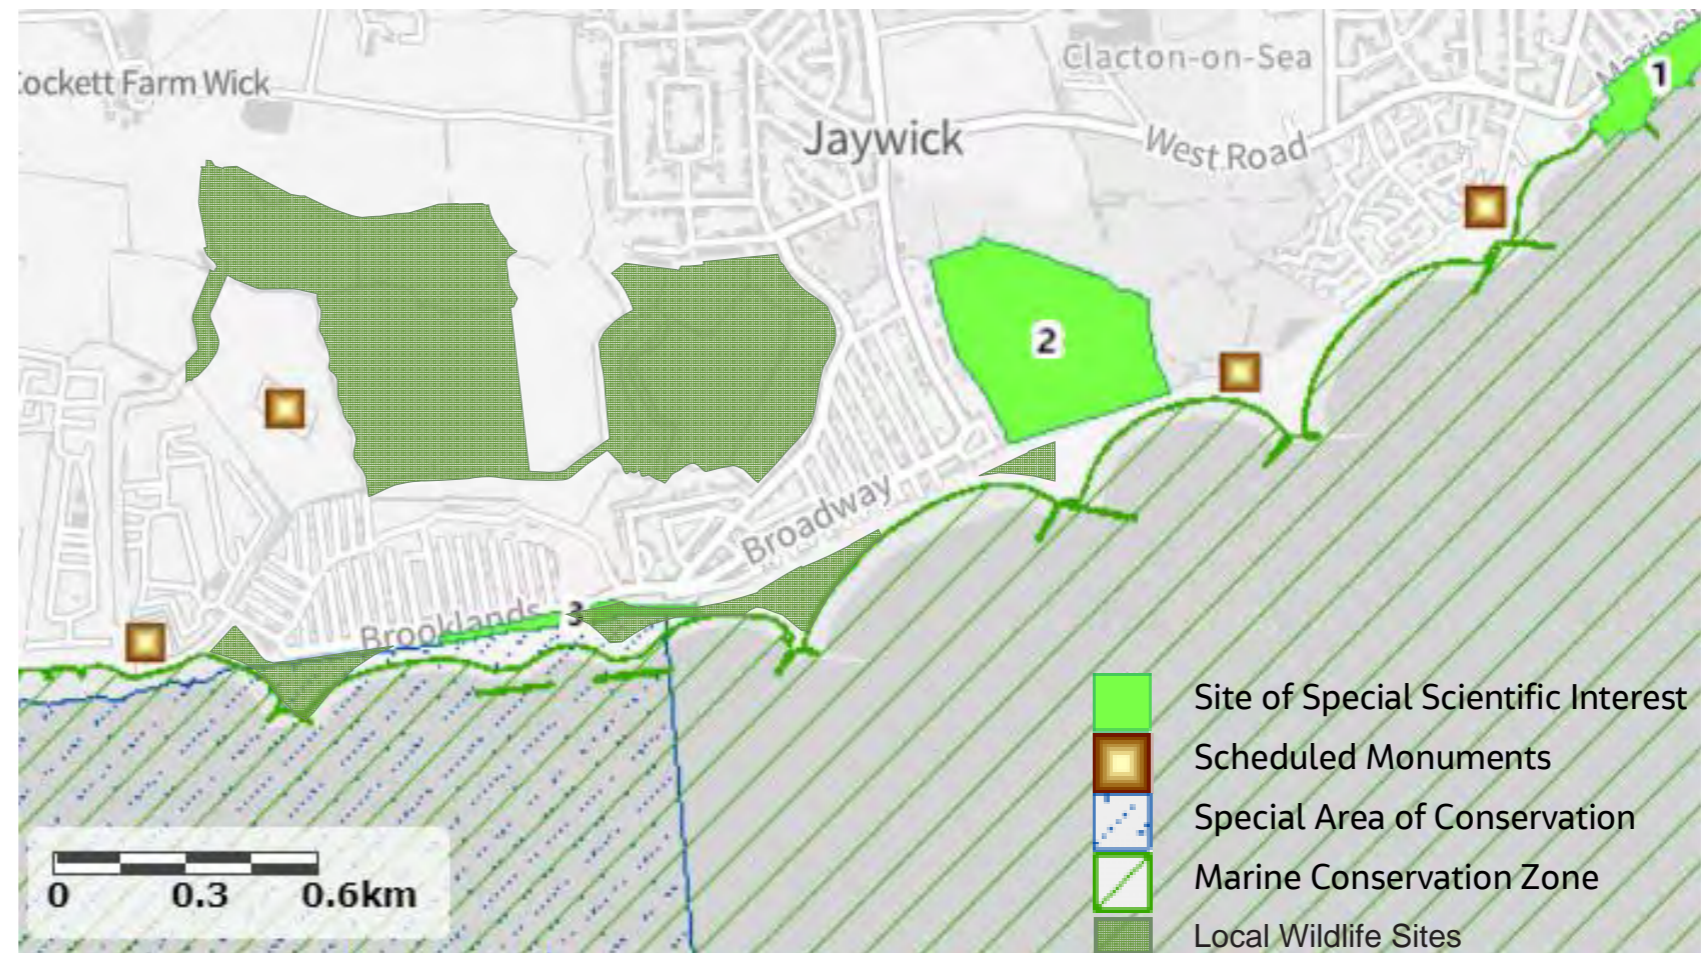 Clacton-on-Sea
Marine
1
ockett Farm Wick
Jaywick
West Road
2
Broadway
Brooklands
3
0 0.3 0.6km
Site of Special Scientific Interest
Scheduled Monuments
Special Area of Conservation
Marine Conservation Zone
Local Wildlife Sites